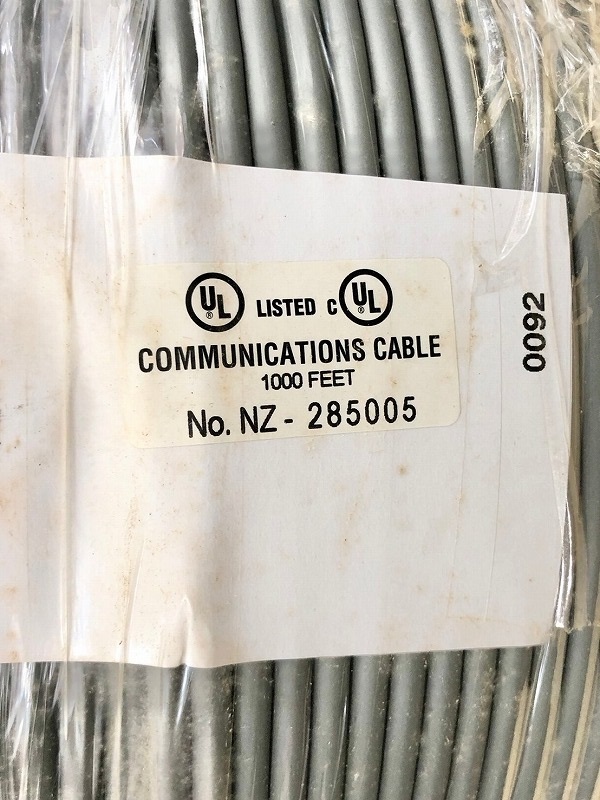 UL ® LISTED C UL ®
COMMUNICATIONS CABLE
1000 FEET
No. NZ - 285005
0092